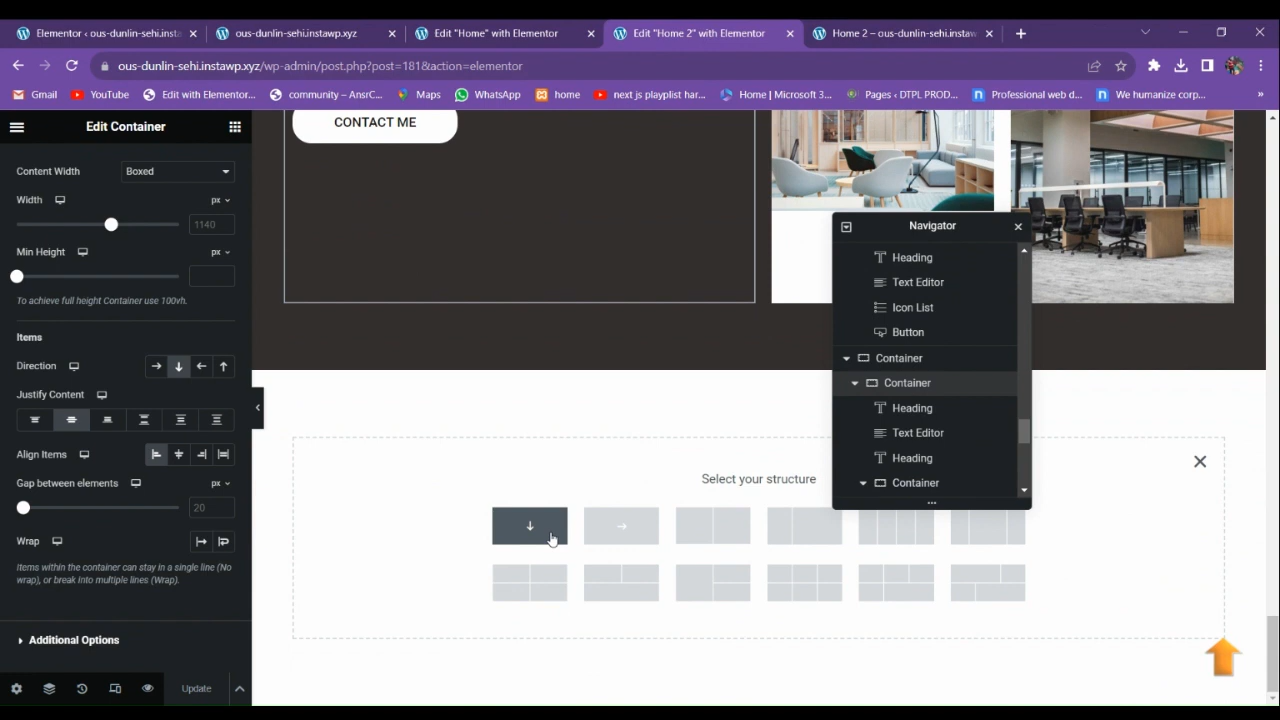 Elementor ‹ ous-dunlin-sehi.insta
ous-dunlin-sehi.instawp.xyz/
Edit "Home" with Elementor
Edit "Home 2" with Elementor
Home 2 – ous-dunlin-sehi.instaw
ous-dunlin-sehi.instawp.xyz/wp-admin/post.php?post=181&action=elementor
Gmail
YouTube
Edit with Elementor...
community – AnsrC...
Maps
WhatsApp
home
next js playplist har...
Home | Microsoft 3...
Pages ‹ DTPL PROD...
Professional web d...
We humanize corp...
»
Edit Container
Content Width
Boxed
Width
px
1140
Min Height
px
To achieve full height Container use 100vh.
Items
Direction
Justify Content
Align Items
Gap between elements
px
20
Wrap
Items within the container can stay in a single line (No
wrap), or break into multiple lines (Wrap).
Additional Options
Update
CONTACT ME
Navigator
Heading
Text Editor
Icon List
Button
Container
Container
Heading
Text Editor
Heading
Container
Select your structure